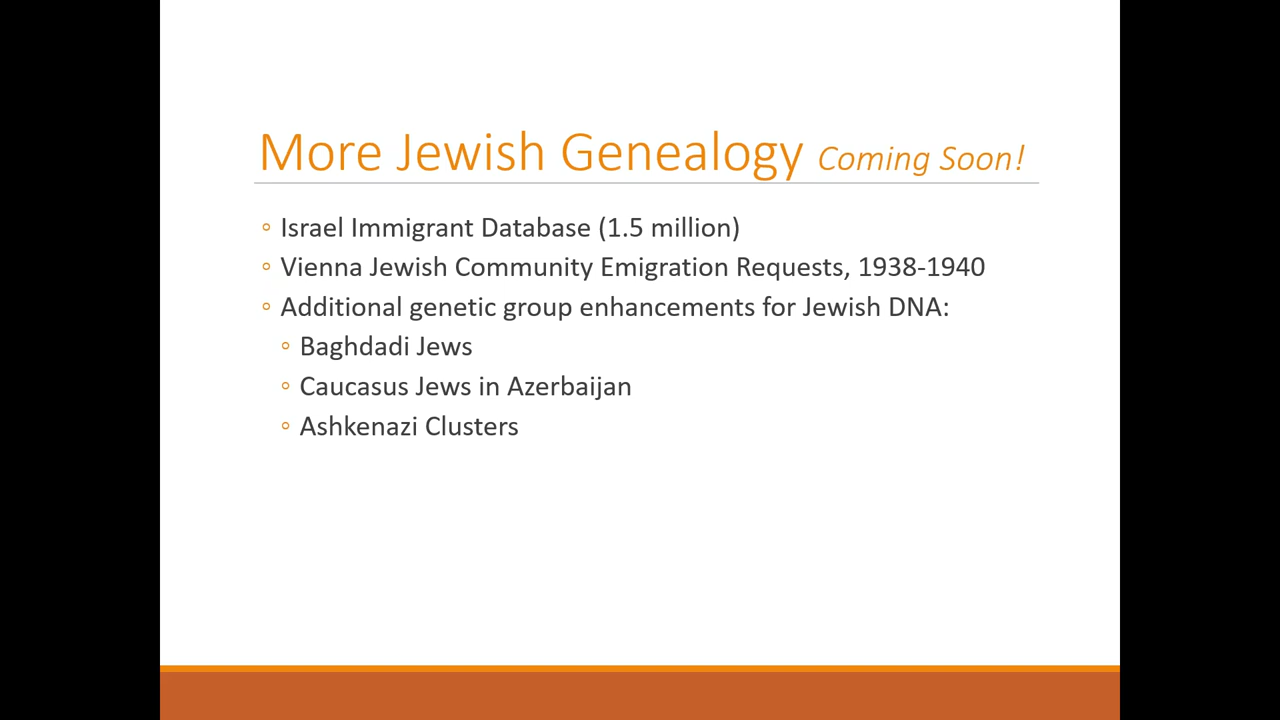 More Jewish Genealogy Coming Soon!
◦ Israel Immigrant Database (1.5 million)
◦ Vienna Jewish Community Emigration Requests, 1938-1940
◦ Additional genetic group enhancements for Jewish DNA:
◦ Baghdadi Jews
◦ Caucasus Jews in Azerbaijan
◦ Ashkenazi Clusters